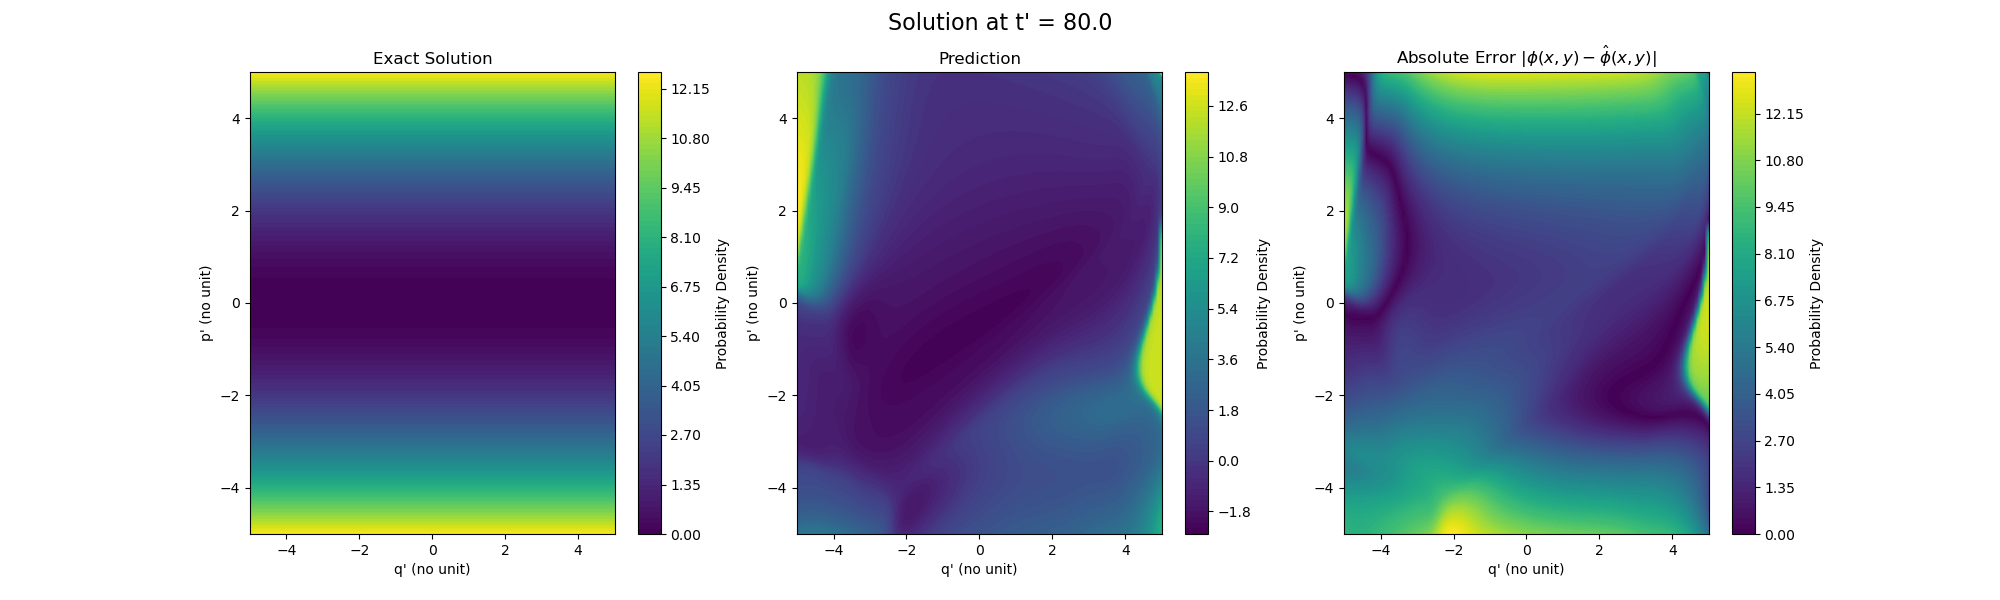 Solution at t' = 80.0
Exact Solution
p' (no unit)
4
2
0
−2
−4
−4 −2 0 2 4
q' (no unit)
12.15
10.80
9.45
8.10
6.75
5.40
4.05
2.70
1.35
0.00
Probability Density
Prediction
p' (no unit)
4
2
0
−2
−4
−4 −2 0 2 4
q' (no unit)
12.6
10.8
9.0
7.2
5.4
3.6
1.8
0.0
−1.8
Probability Density
Absolute Error |ϕ(x, y) − ϕ̂(x, y)|
p' (no unit)
4
2
0
−2
−4
−4 −2 0 2 4
q' (no unit)
12.15
10.80
9.45
8.10
6.75
5.40
4.05
2.70
1.35
0.00
Probability Density